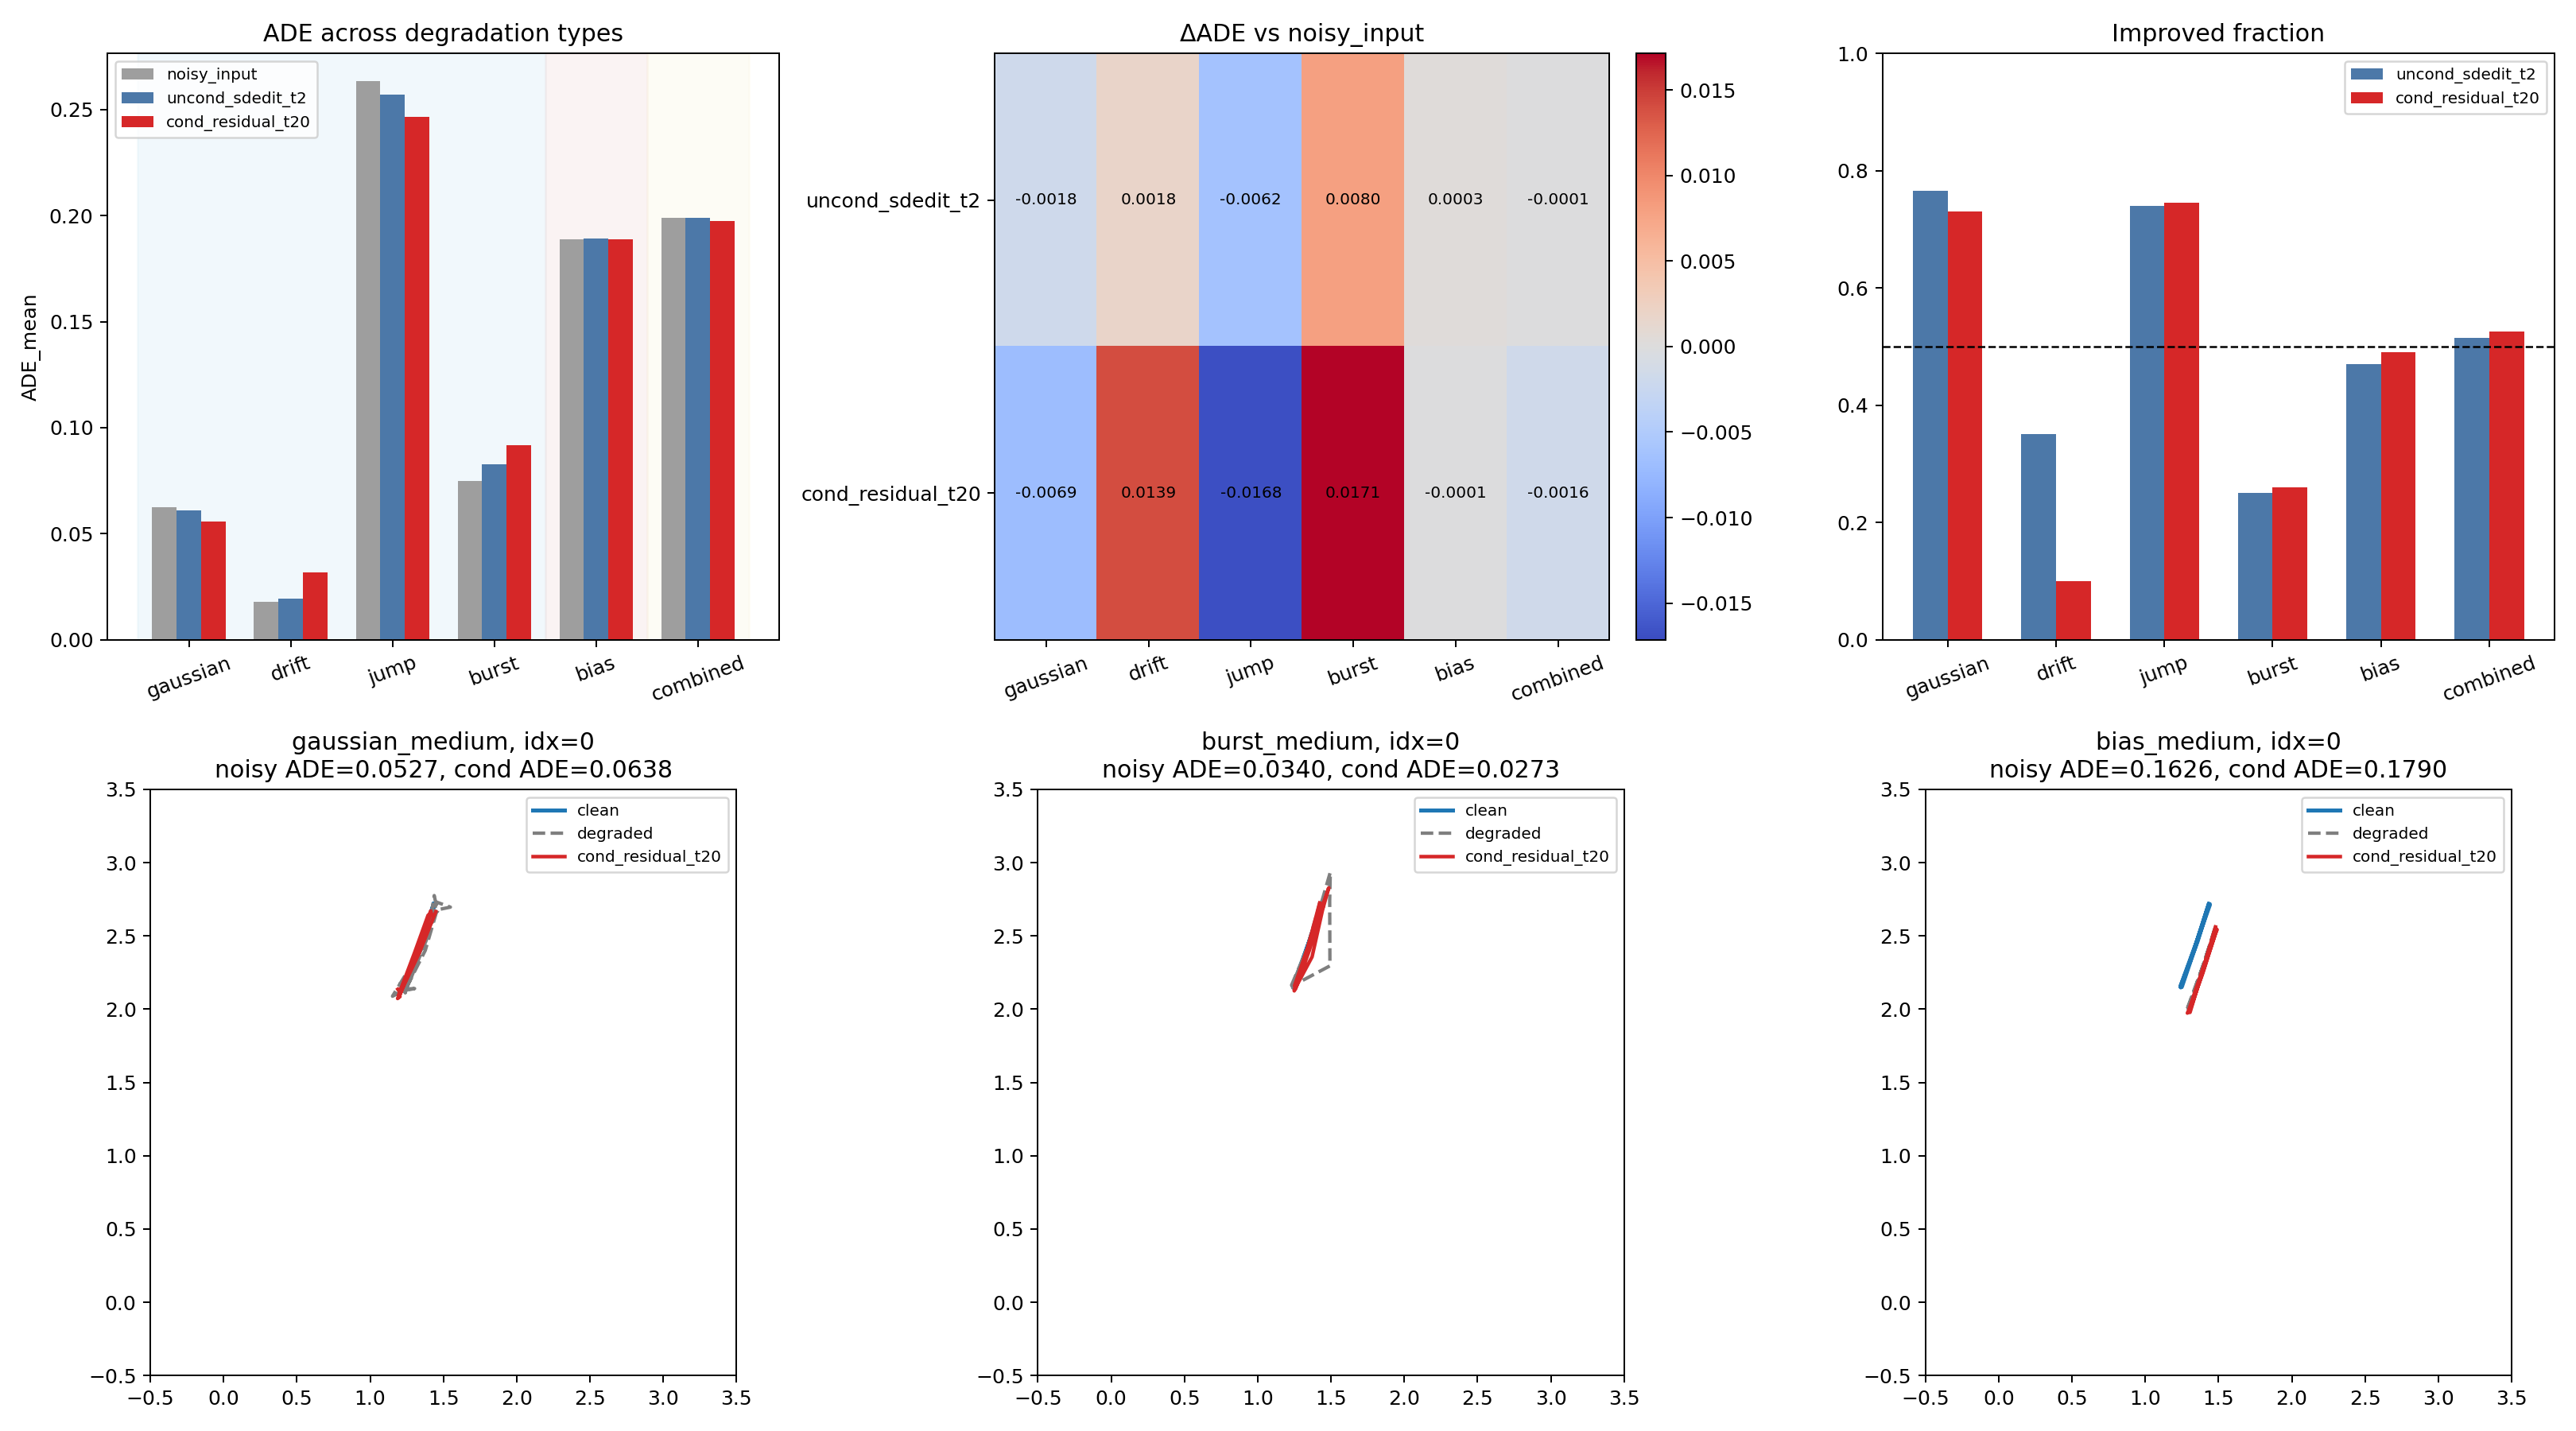 ADE across degradation types
noisy_input
uncond_sdedit_t2
cond_residual_t20
ADE_mean
0.25
0.20
0.15
0.10
0.05
0.00
gaussian
drift
jump
burst
bias
combined
ΔADE vs noisy_input
uncond_sdedit_t2
-0.0018 0.0018 -0.0062 0.0080 0.0003 -0.0001
cond_residual_t20
-0.0069 0.0139 -0.0168 0.0171 -0.0001 -0.0016
gaussian
drift
jump
burst
bias
combined
0.015
0.010
0.005
0.000
−0.005
−0.010
−0.015
Improved fraction
uncond_sdedit_t2
cond_residual_t20
1.0
0.8
0.6
0.4
0.2
0.0
gaussian
drift
jump
burst
bias
combined
gaussian_medium, idx=0
noisy ADE=0.0527, cond ADE=0.0638
clean
degraded
cond_residual_t20
3.5
3.0
2.5
2.0
1.5
1.0
0.5
0.0
−0.5
−0.5 0.0 0.5 1.0 1.5 2.0 2.5 3.0 3.5
burst_medium, idx=0
noisy ADE=0.0340, cond ADE=0.0273
clean
degraded
cond_residual_t20
3.5
3.0
2.5
2.0
1.5
1.0
0.5
0.0
−0.5
−0.5 0.0 0.5 1.0 1.5 2.0 2.5 3.0 3.5
bias_medium, idx=0
noisy ADE=0.1626, cond ADE=0.1790
clean
degraded
cond_residual_t20
3.5
3.0
2.5
2.0
1.5
1.0
0.5
0.0
−0.5
−0.5 0.0 0.5 1.0 1.5 2.0 2.5 3.0 3.5